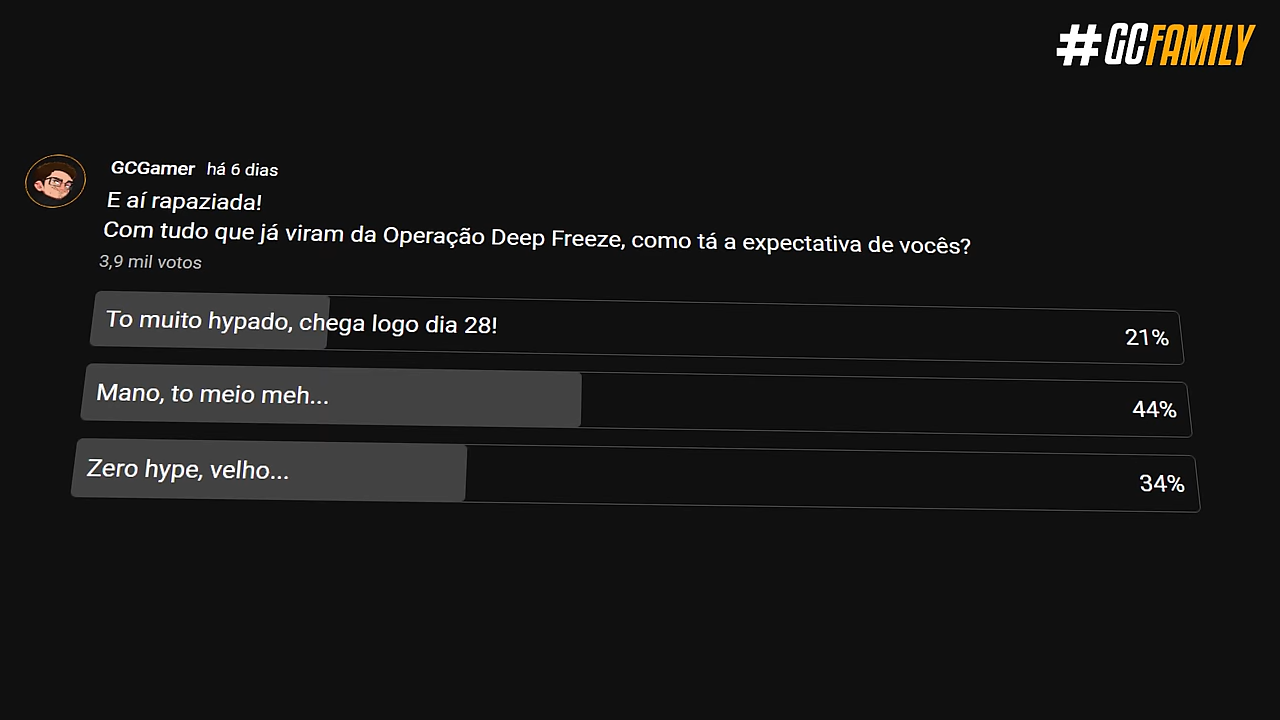 #GCFAMILY
GCGamer há 6 dias
E aí rapaziada!
Com tudo que já viram da Operação Deep Freeze, como tá a expectativa de vocês?
3,9 mil votos
To muito hypado, chega logo dia 28! 21%
Mano, to meio meh... 44%
Zero hype, velho... 34%